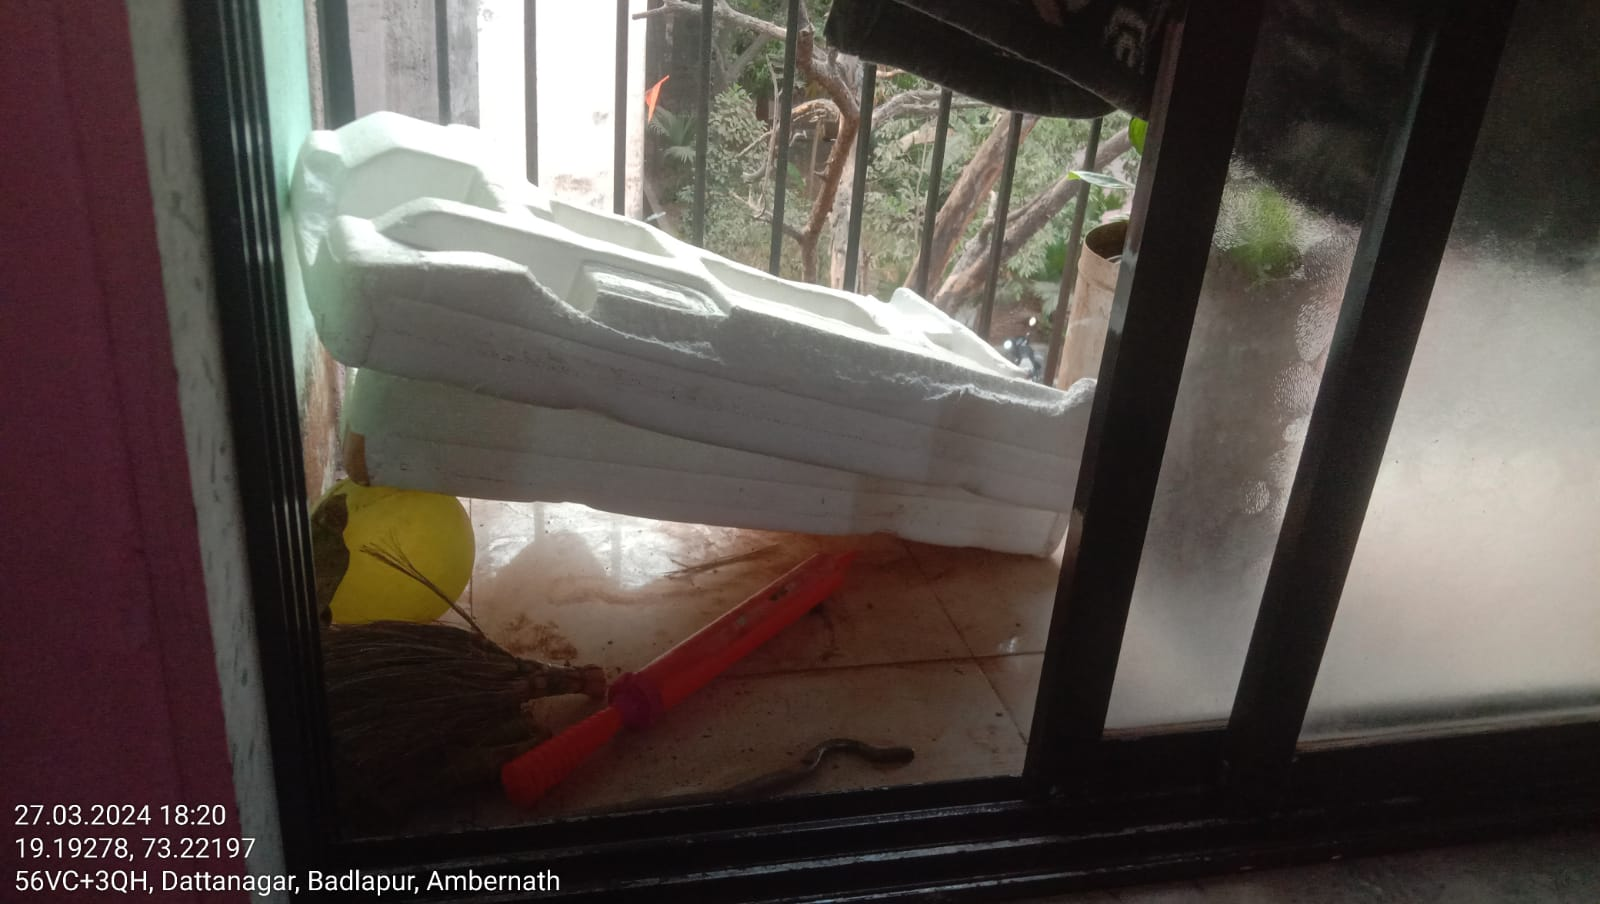 27.03.2024 18:20
19.19278, 73.22197
56VC+3QH, Dattanagar, Badlapur, Ambernath